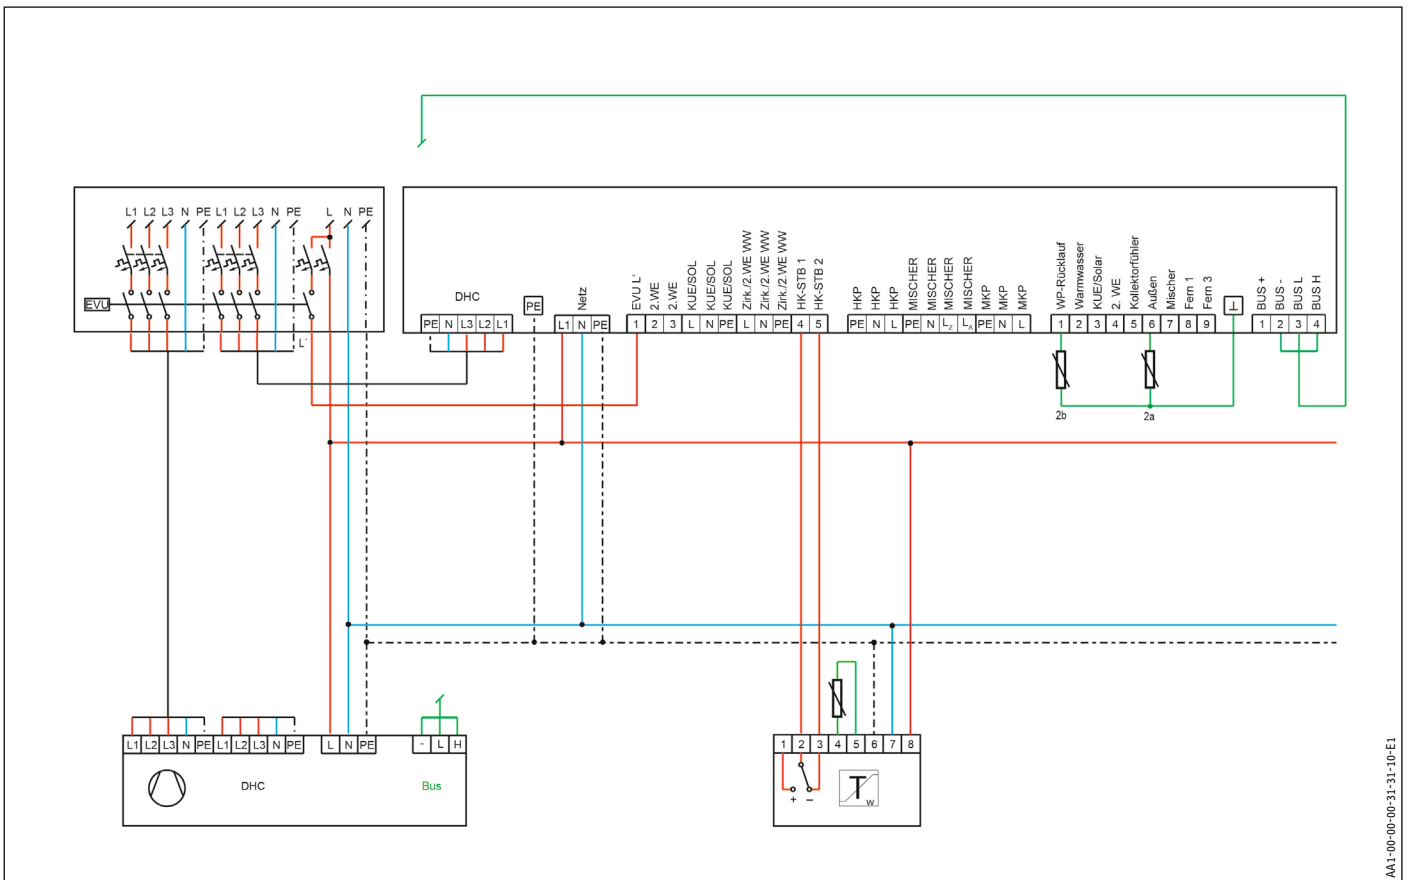 L1 L2 L3 N PE L1 L2 L3 N PE L N PE
EVU
L´
DHC
PE N L3 L2 L1
PE
Netz
L1 N PE
EVU L'
2.WE
2.WE
KUE/SOL
KUE/SOL
KUE/SOL
Zirk./2.WE WW
Zirk./2.WE WW
Zirk./2.WE WW
HK-STB 1
HK-STB 2
1 2 3 L N PE L N PE 4 5
HKP
HKP
HKP
MISCHER
MISCHER
MISCHER
MISCHER
MKP
MKP
MKP
PE N L PE N LZ LA PE N L
WP-Rücklauf
Warmwasser
KUE/Solar
2. WE
Kollektorfühler
Außen
Mischer
Fern 1
Fern 3
1 2 3 4 5 6 7 8 9
BUS +
BUS -
BUS L
BUS H
1 2 3 4
2b
2a
L1 L2 L3 N PE L1 L2 L3 N PE L N PE
- L H
DHC
Bus
1 2 3 4 5 6 7 8
+ –
T w
AA1-00-00-00-31-31-10-E1